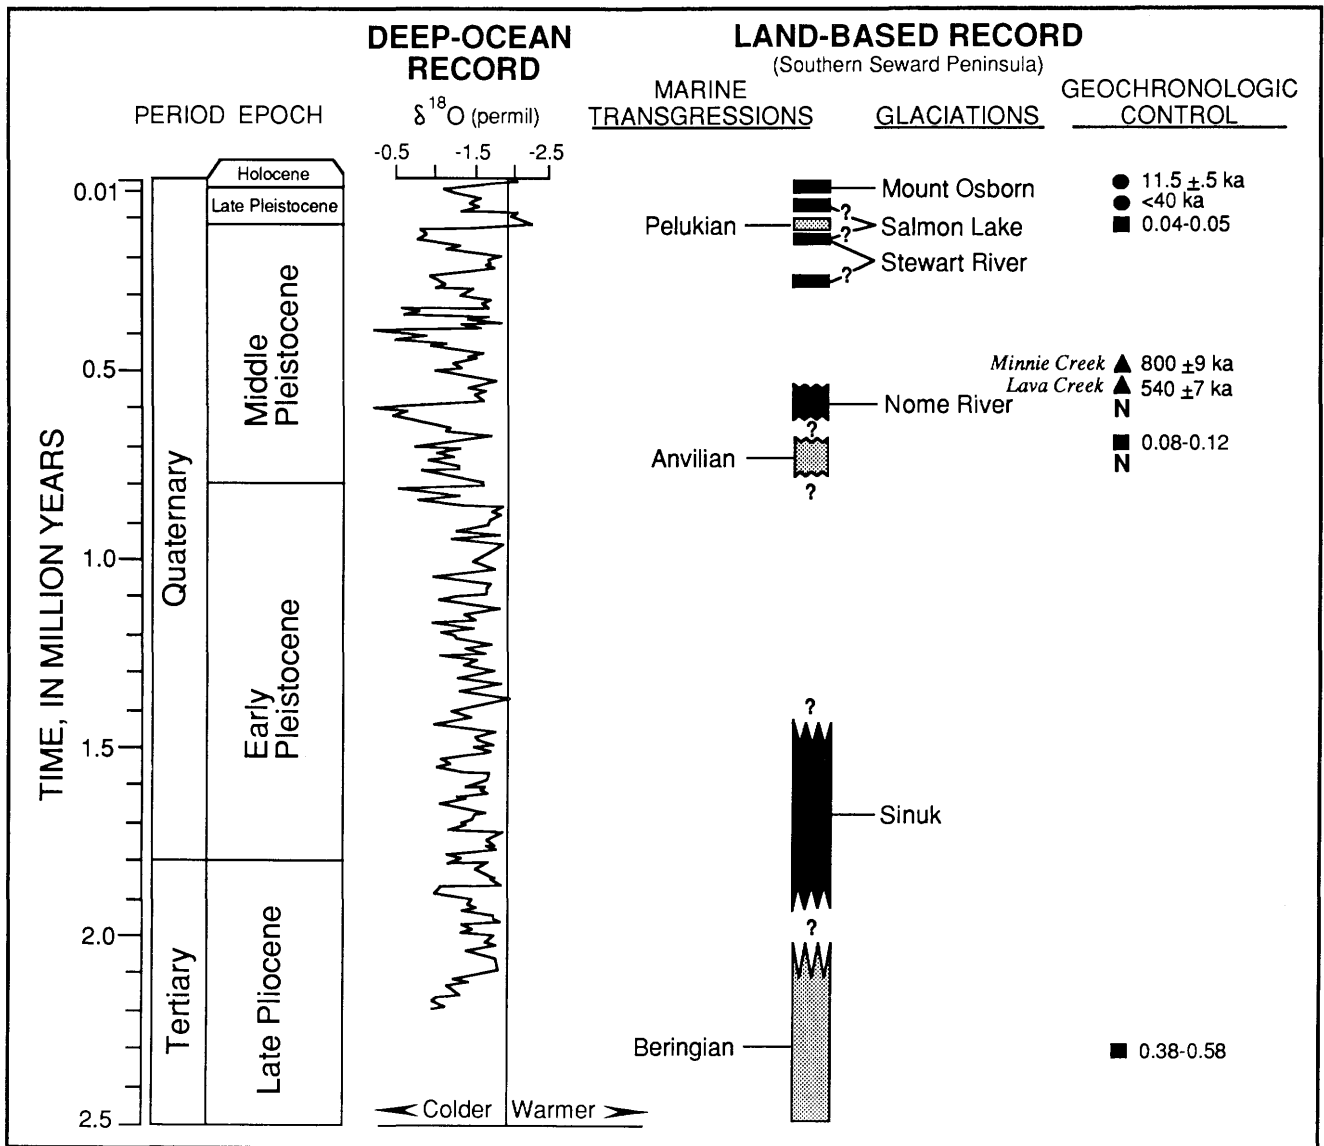 DEEP-OCEAN
RECORD
LAND-BASED RECORD
(Southern Seward Peninsula)
PERIOD EPOCH
δ18O (permil)
MARINE
TRANSGRESSIONS
GLACIATIONS
GEOCHRONOLOGIC
CONTROL
-0.5 -1.5 -2.5
TIME, IN MILLION YEARS
0.01
0.5
1.0
1.5
2.0
2.5
Quaternary
Tertiary
Holocene
Late Pleistocene
Middle
Pleistocene
Early
Pleistocene
Late Pliocene
Colder Warmer
Pelukian
Anvilian
Beringian
?
?
?
?
?
?
?
?
Mount Osborn
Salmon Lake
Stewart River
Nome River
Sinuk
11.5 ±.5 ka
<40 ka
0.04-0.05
Minnie Creek 800 ±9 ka
Lava Creek 540 ±7 ka
N
0.08-0.12
N
0.38-0.58